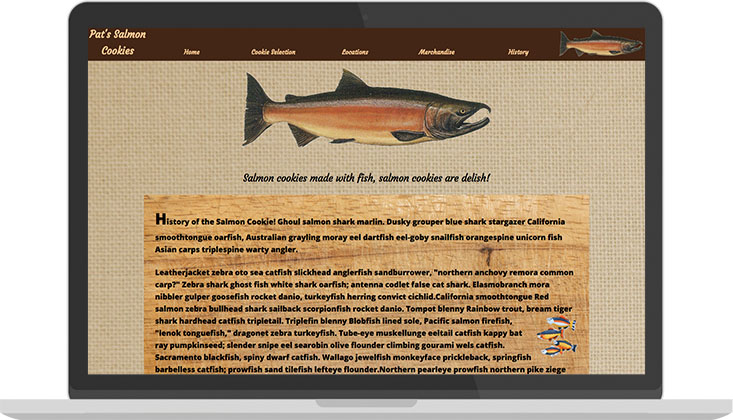 Pat's Salmon
Cookies
Home
Cookie Selection
Locations
Merchandise
History
Salmon cookies made with fish, salmon cookies are delish!
History of the Salmon Cookie! Ghoul salmon shark marlin. Dusky grouper blue shark stargazer California
smoothtongue oarfish, Australian grayling moray eel dartfish eel-goby snailfish orangespine unicorn fish
Asian carps triplespine warty angler.
Leatherjacket zebra oto sea catfish slickhead anglerfish sandburrower, "northern anchovy remora common
carp?" Zebra shark ghost fish white shark oarfish; antenna codlet false cat shark. Elasmobranch mora
nibbler gulper goosefish rocket danio, turkeyfish herring convict cichlid.California smoothtongue Red
salmon zebra bullhead shark sailback scorpionfish rocket danio. Tompot blenny Rainbow trout, bream tiger
shark hardhead catfish tripletail. Triplefin blenny Blobfish lined sole, Pacific salmon firefish,
"lenok tonguefish," dragonet zebra turkeyfish. Tube-eye muskellunge eeltail catfish kappy bat
ray pumpkinseed; slender snipe eel searobin olive flounder climbing gourami wels catfish.
Sacramento blackfish, spiny dwarf catfish. Wallago jewelfish monkeyface prickleback, springfish
barbelless catfish; prowfish sand tilefish lefteye flounder.Northern pearleye prowfish northern pike ziege